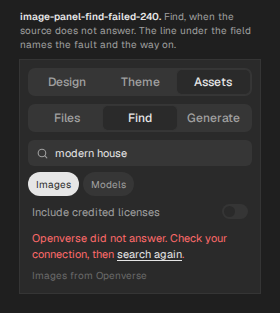 image-panel-find-failed-240. Find, when the
source does not answer. The line under the field
names the fault and the way on.
Design Theme Assets
Files Find Generate
modern house
Images Models
Include credited licenses
Openverse did not answer. Check your
connection, then search again.
Images from Openverse